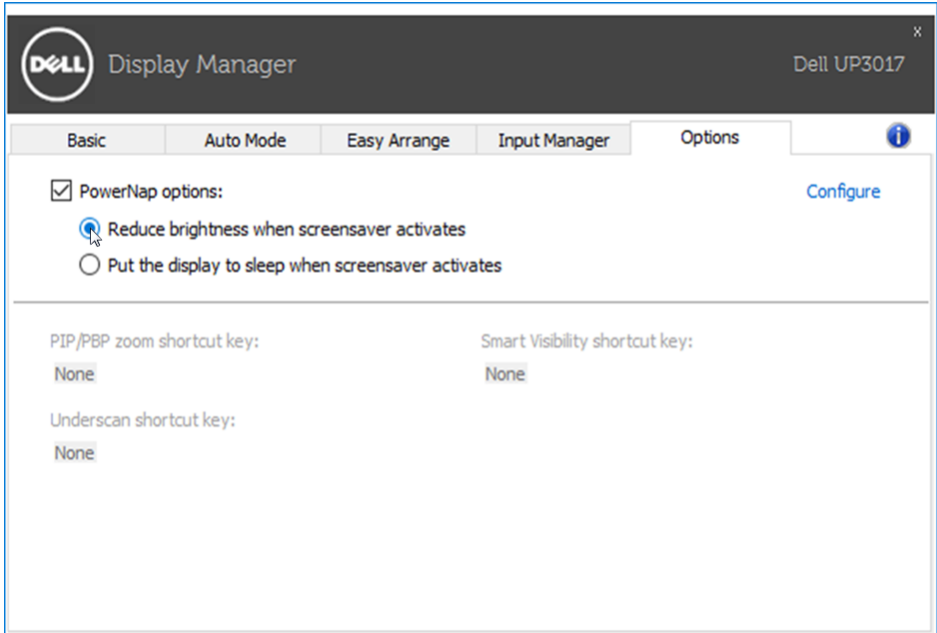 x
DELL Display Manager Dell UP3017
Basic Auto Mode Easy Arrange Input Manager Options i
PowerNap options: Configure
Reduce brightness when screensaver activates
Put the display to sleep when screensaver activates
PIP/PBP zoom shortcut key: Smart Visibility shortcut key:
None None
Underscan shortcut key:
None